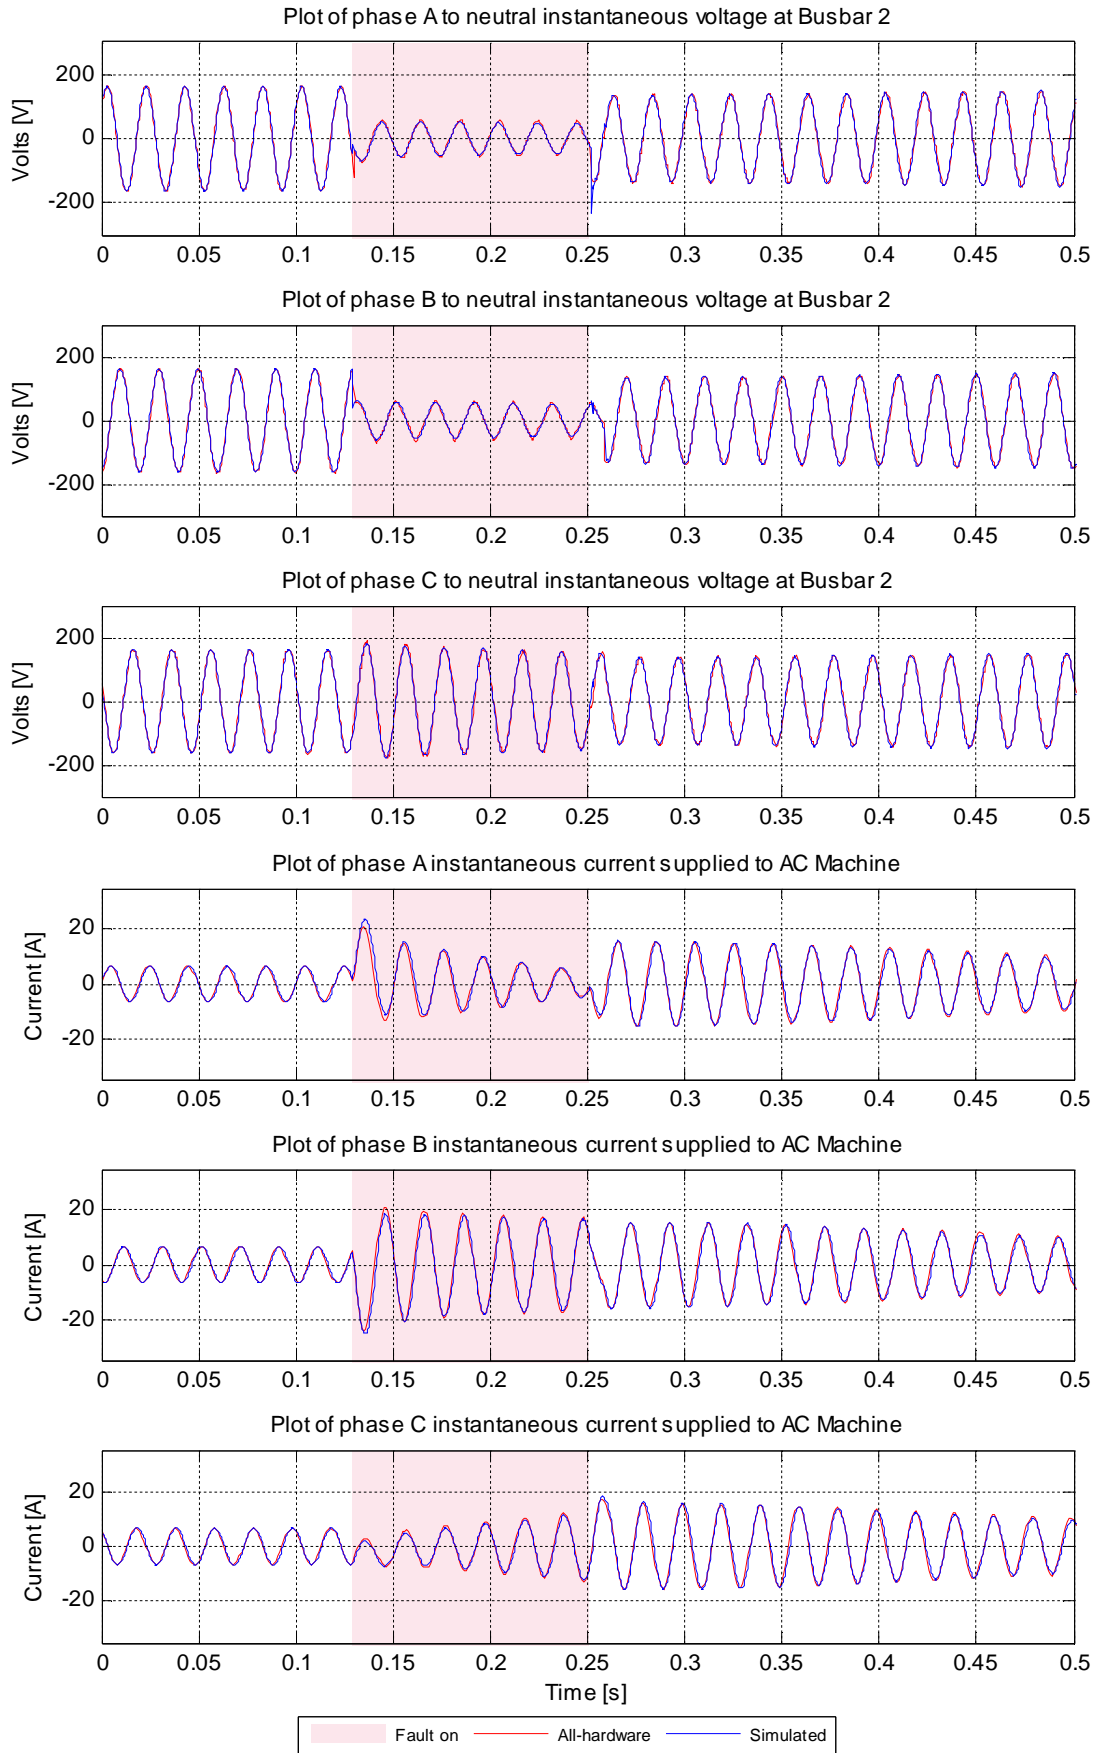 Plot of phase A to neutral instantaneous voltage at Busbar 2
Volts [V]
200
0
-200
0 0.05 0.1 0.15 0.2 0.25 0.3 0.35 0.4 0.45 0.5
Plot of phase B to neutral instantaneous voltage at Busbar 2
Volts [V]
200
0
-200
0 0.05 0.1 0.15 0.2 0.25 0.3 0.35 0.4 0.45 0.5
Plot of phase C to neutral instantaneous voltage at Busbar 2
Volts [V]
200
0
-200
0 0.05 0.1 0.15 0.2 0.25 0.3 0.35 0.4 0.45 0.5
Plot of phase A instantaneous current supplied to AC Machine
Current [A]
20
0
-20
0 0.05 0.1 0.15 0.2 0.25 0.3 0.35 0.4 0.45 0.5
Plot of phase B instantaneous current supplied to AC Machine
Current [A]
20
0
-20
0 0.05 0.1 0.15 0.2 0.25 0.3 0.35 0.4 0.45 0.5
Plot of phase C instantaneous current supplied to AC Machine
Current [A]
20
0
-20
0 0.05 0.1 0.15 0.2 0.25 0.3 0.35 0.4 0.45 0.5
Time [s]
Fault on All-hardware Simulated